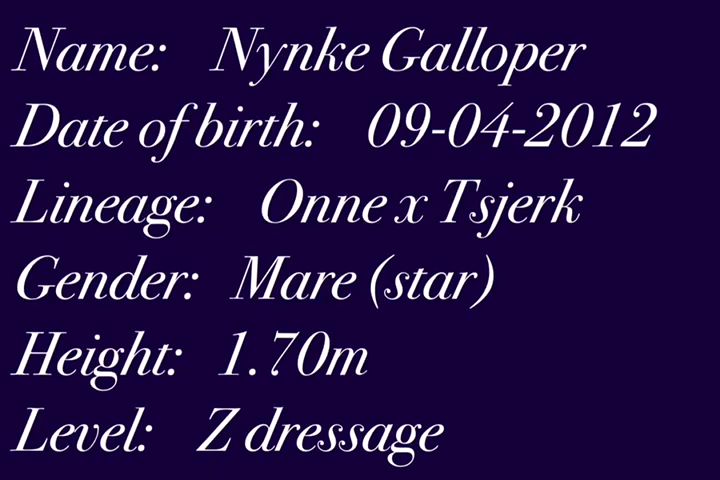 Name: Nynke Galloper
Date of birth: 09-04-2012
Lineage: Onne x Tsjerk
Gender: Mare (star)
Height: 1.70m
Level: Z dressage